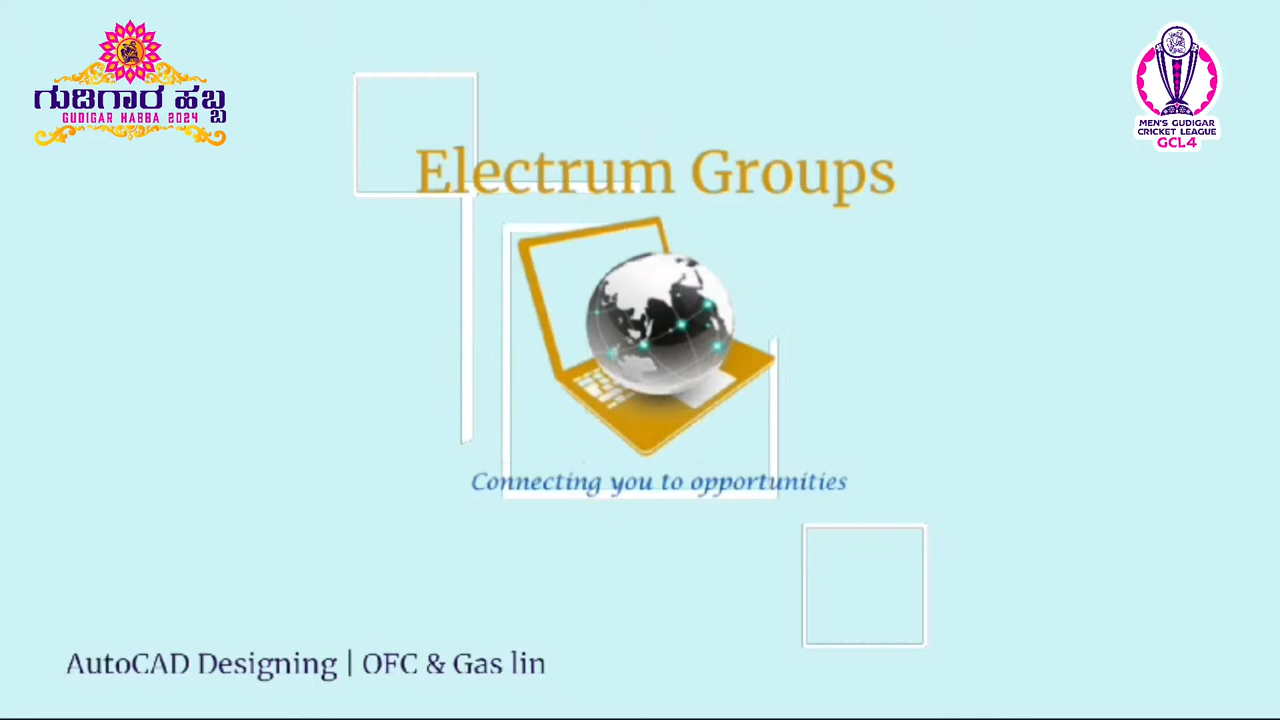 ಗುಡಿಗಾರ ಹಬ್ಬ
GUDIGAR HABBA 2024
MEN'S GUDIGAR
CRICKET LEAGUE
GCL4
Electrum Groups
Connecting you to opportunities
AutoCAD Designing | OFC & Gas lin